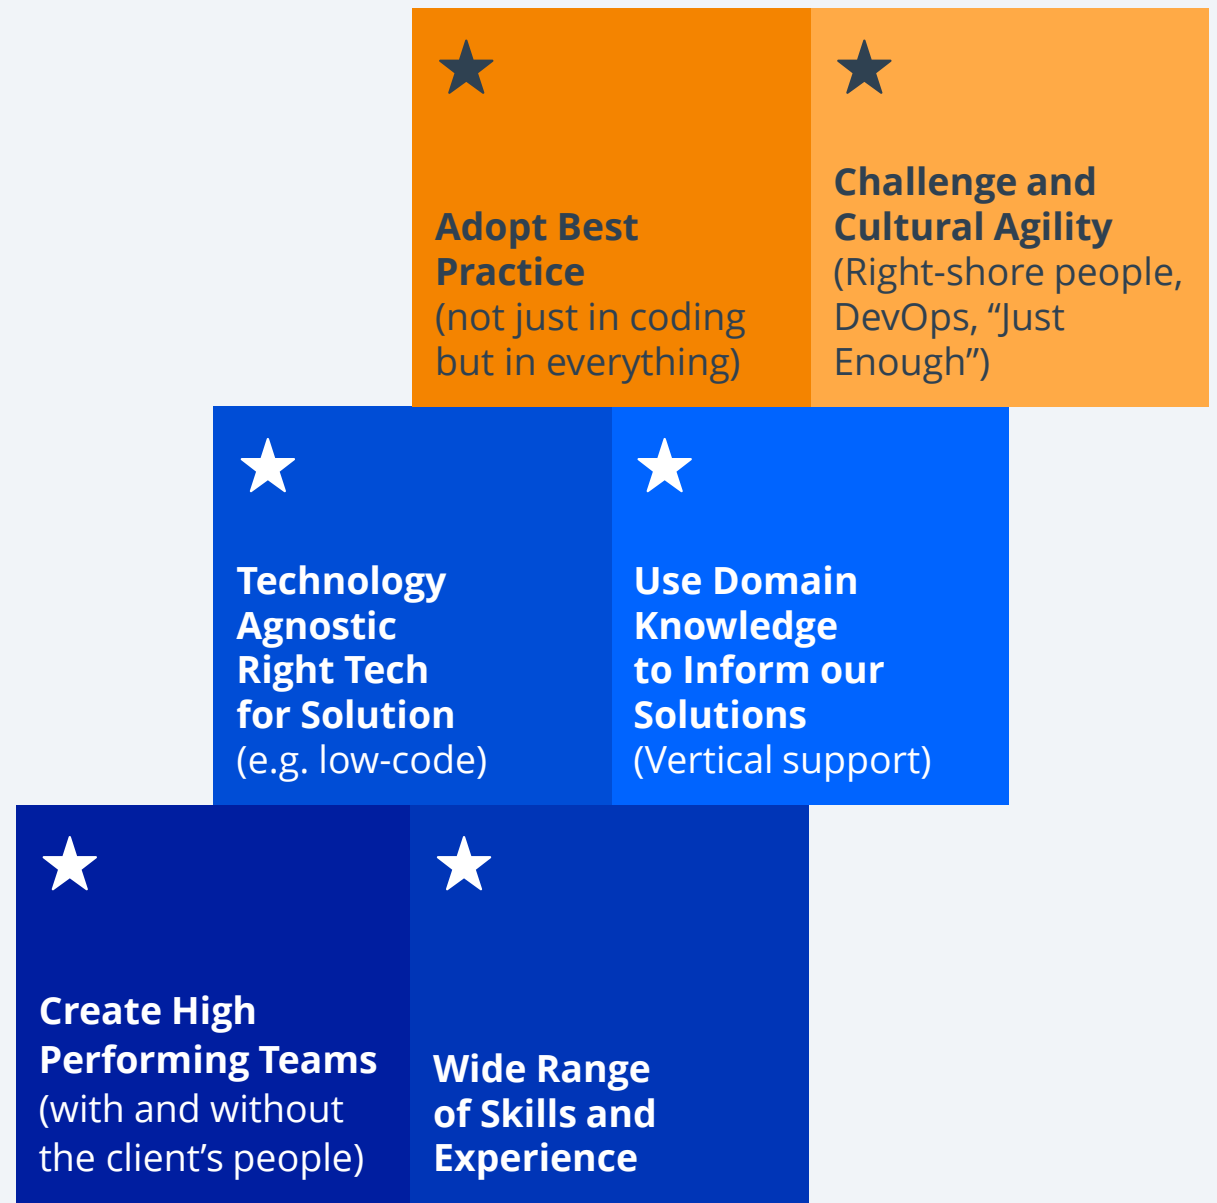 Adopt Best
Practice
(not just in coding
but in everything)
Challenge and
Cultural Agility
(Right-shore people,
DevOps, “Just
Enough”)
Technology
Agnostic
Right Tech
for Solution
(e.g. low-code)
Use Domain
Knowledge
to Inform our
Solutions
(Vertical support)
Create High
Performing Teams
(with and without
the client’s people)
Wide Range
of Skills and
Experience